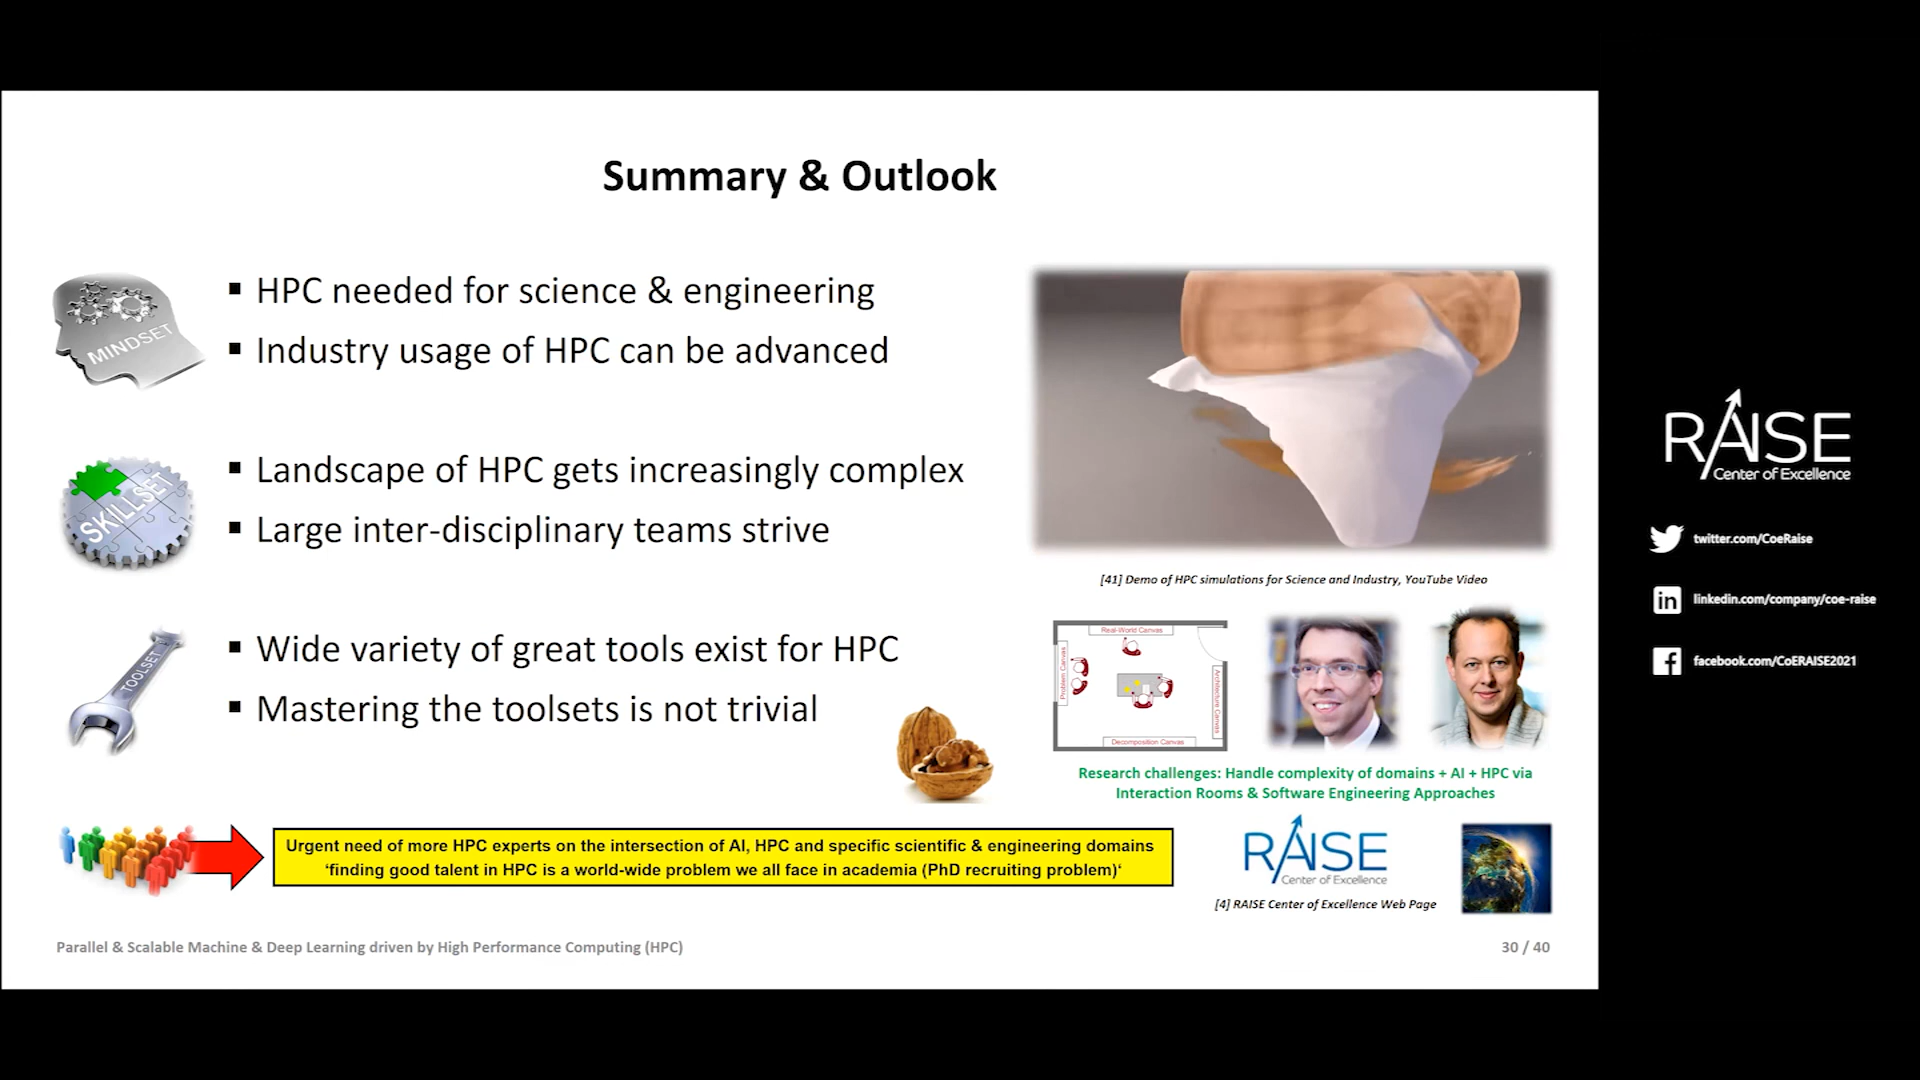 Summary & Outlook
MINDSET
▪ HPC needed for science & engineering
▪ Industry usage of HPC can be advanced
SKILLSET
▪ Landscape of HPC gets increasingly complex
▪ Large inter-disciplinary teams strive
TOOLSET
▪ Wide variety of great tools exist for HPC
▪ Mastering the toolsets is not trivial
[41] Demo of HPC simulations for Science and Industry, YouTube Video
Real-World Canvas
Problem Canvas
Architecture Canvas
Decomposition Canvas
Research challenges: Handle complexity of domains + AI + HPC via
Interaction Rooms & Software Engineering Approaches
Urgent need of more HPC experts on the intersection of AI, HPC and specific scientific & engineering domains
‘finding good talent in HPC is a world-wide problem we all face in academia (PhD recruiting problem)‘
RAISE
Center of Excellence
[4] RAISE Center of Excellence Web Page
Parallel & Scalable Machine & Deep Learning driven by High Performance Computing (HPC)
30 / 40
RAISE
Center of Excellence
twitter.com/CoeRaise
in linkedin.com/company/coe-raise
facebook.com/CoERAISE2021